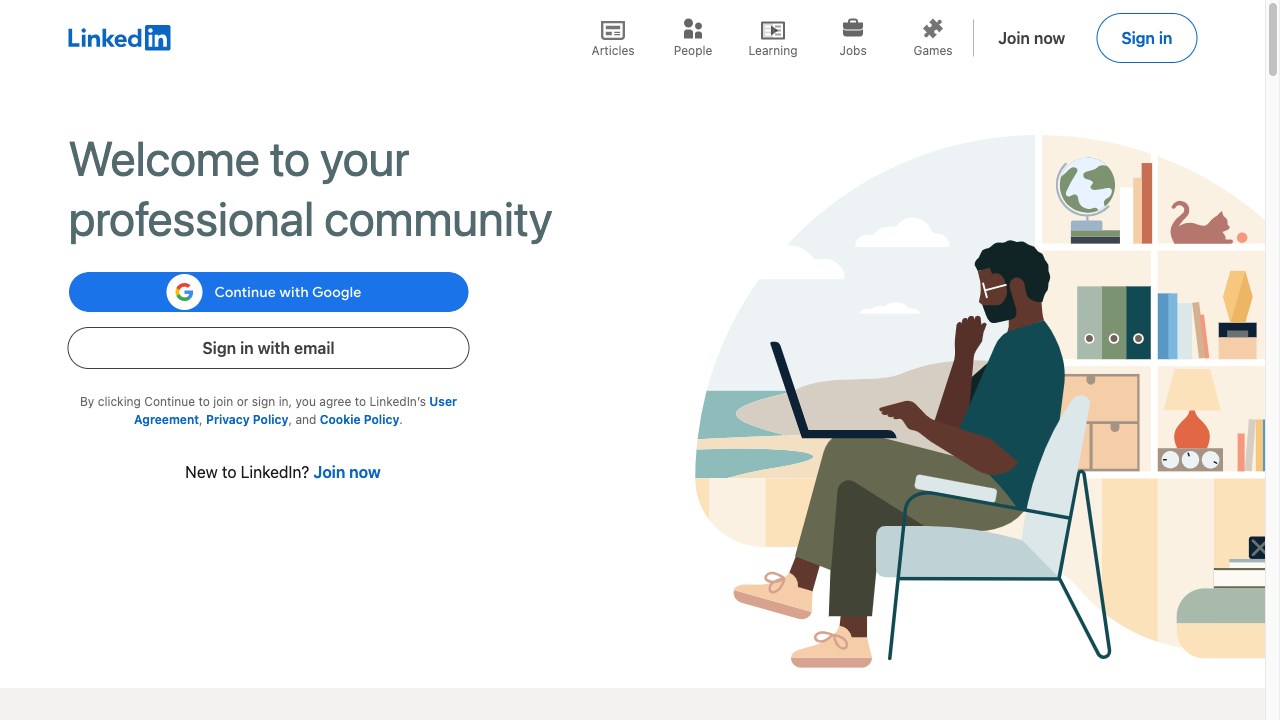 Linked in
Articles
People
Learning
Jobs
Games
Join now
Sign in
Welcome to your
professional community
Continue with Google
Sign in with email
By clicking Continue to join or sign in, you agree to LinkedIn’s User
Agreement, Privacy Policy, and Cookie Policy.
New to LinkedIn? Join now